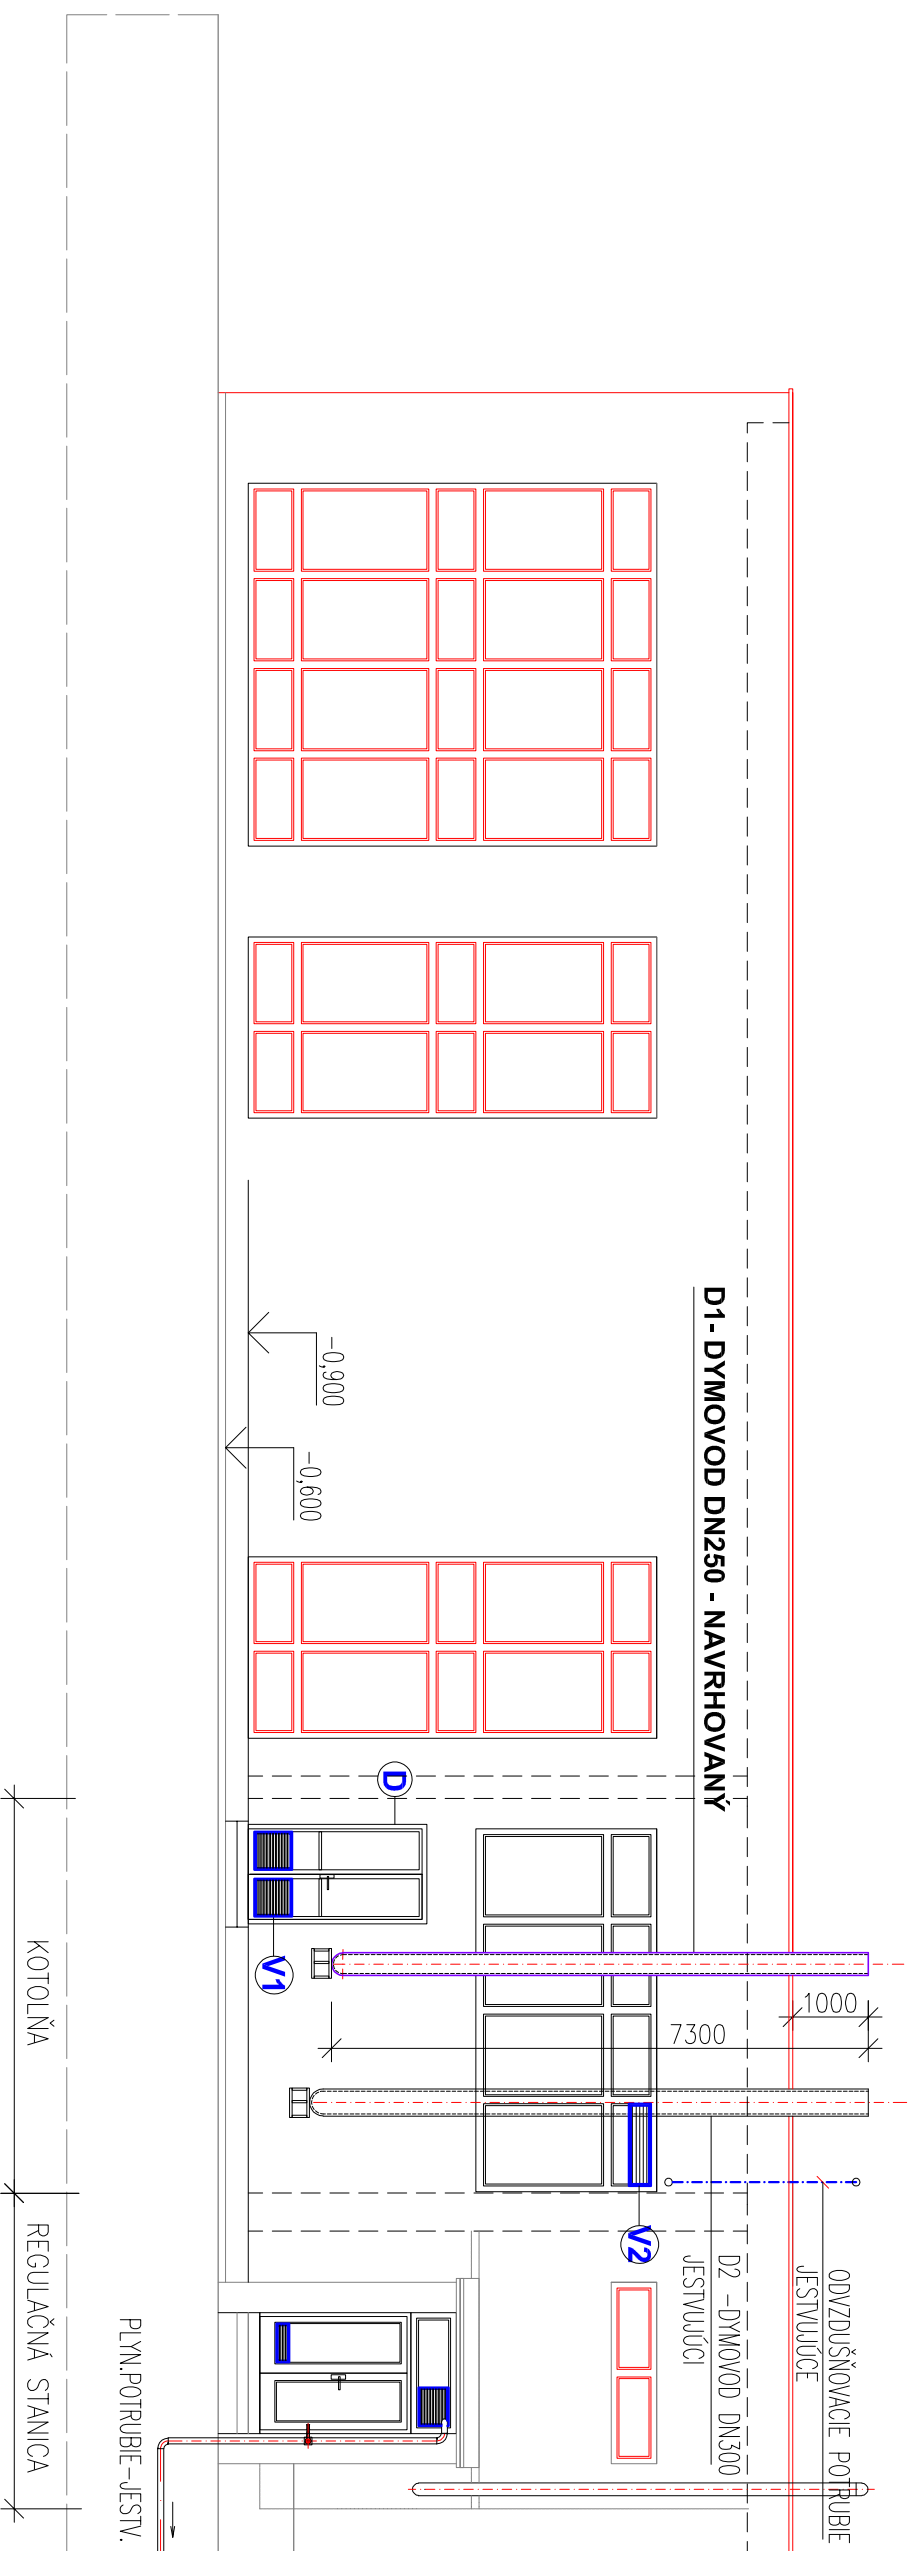 D1- DYMOVOD DN250 - NAVRHOVANÝ
-0,900
-0,600
D
V1
1000
7300
V2
ODVZDUŠŇOVACIE POTRUBIE
JESTVUJÚCE
D2 -DYMOVOD DN300
JESTVUJÚCI
KOTOLŇA
REGULAČNÁ STANICA
PLYN.POTRUBIE-JESTV.